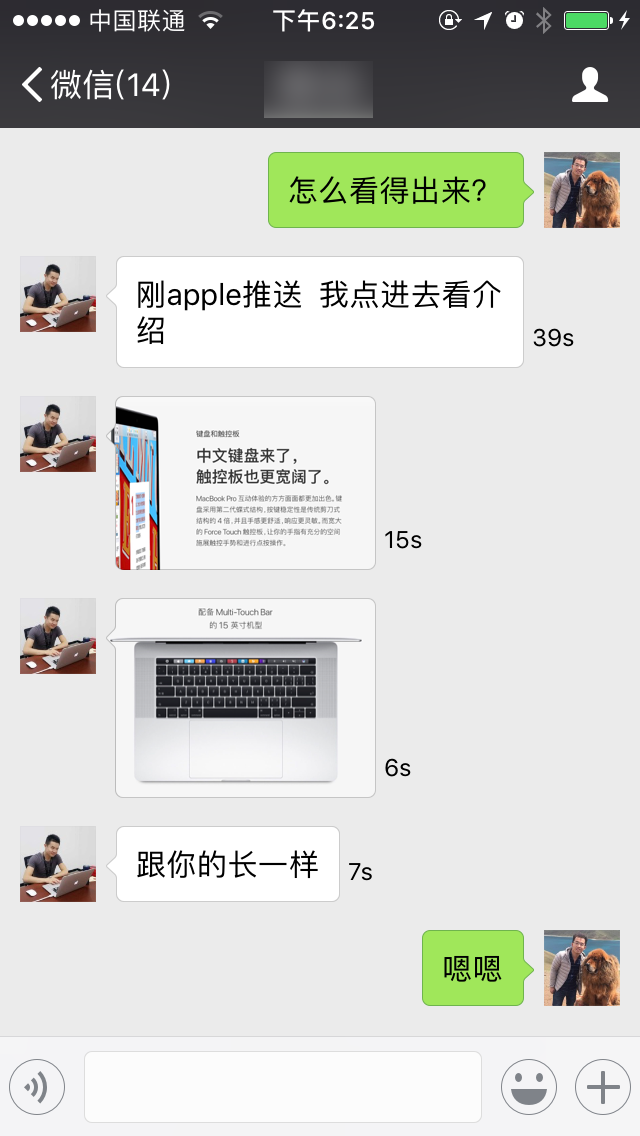 中国联通 下午6:25
微信(14)
怎么看得出来?
刚apple推送 我点进去看介
绍
39s
键盘和触控板
中文键盘来了，
触控板也更宽阔了。
MacBook Pro 互动体验的方方面面都更加出色。键
盘采用第二代蝶式结构，按键稳定性是传统剪刀式
结构的 4 倍，并且手感更舒适，响应更灵敏。而宽大
的 Force Touch 触控板，让你的手指有充分的空间
施展触控手势和进行点按操作。
15s
配备 Multi-Touch Bar
的 15 英寸机型
6s
跟你的长一样
7s
嗯嗯